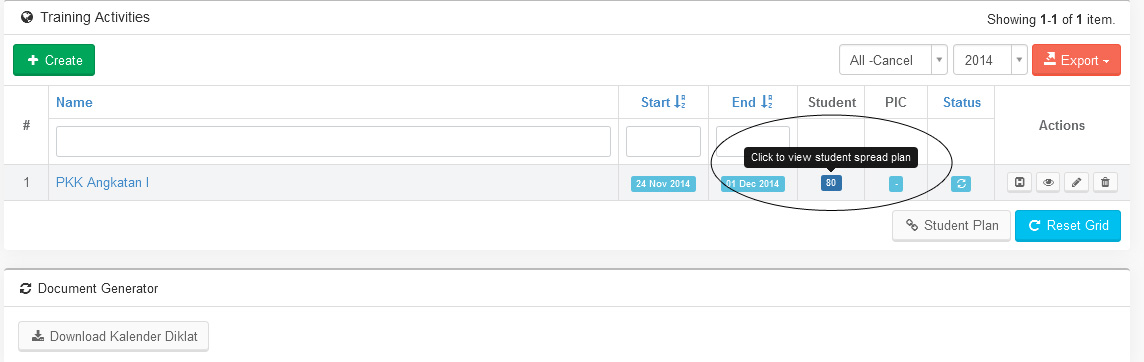 Training Activities
Showing 1-1 of 1 item.
Create
All -Cancel
2014
Export
#
Name
Start
End
Student
PIC
Status
Actions
Click to view student spread plan
1
PKK Angkatan I
24 Nov 2014
01 Dec 2014
80
-
Student Plan
Reset Grid
Document Generator
Download Kalender Diklat